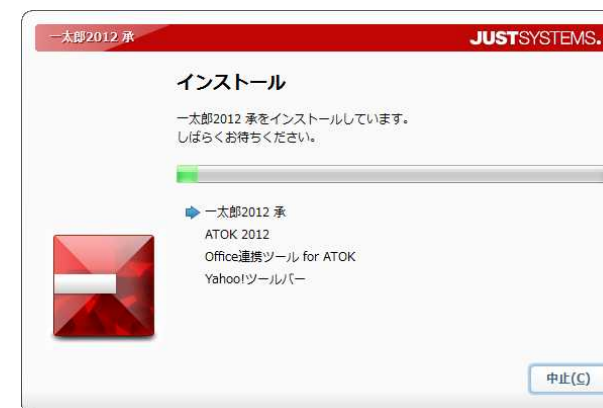 一太郎2012 承
JUSTSYSTEMS.
インストール
一太郎2012 承をインストールしています。
しばらくお待ちください。
一太郎2012 承
ATOK 2012
Office連携ツール for ATOK
Yahoo!ツールバー
中止(C)